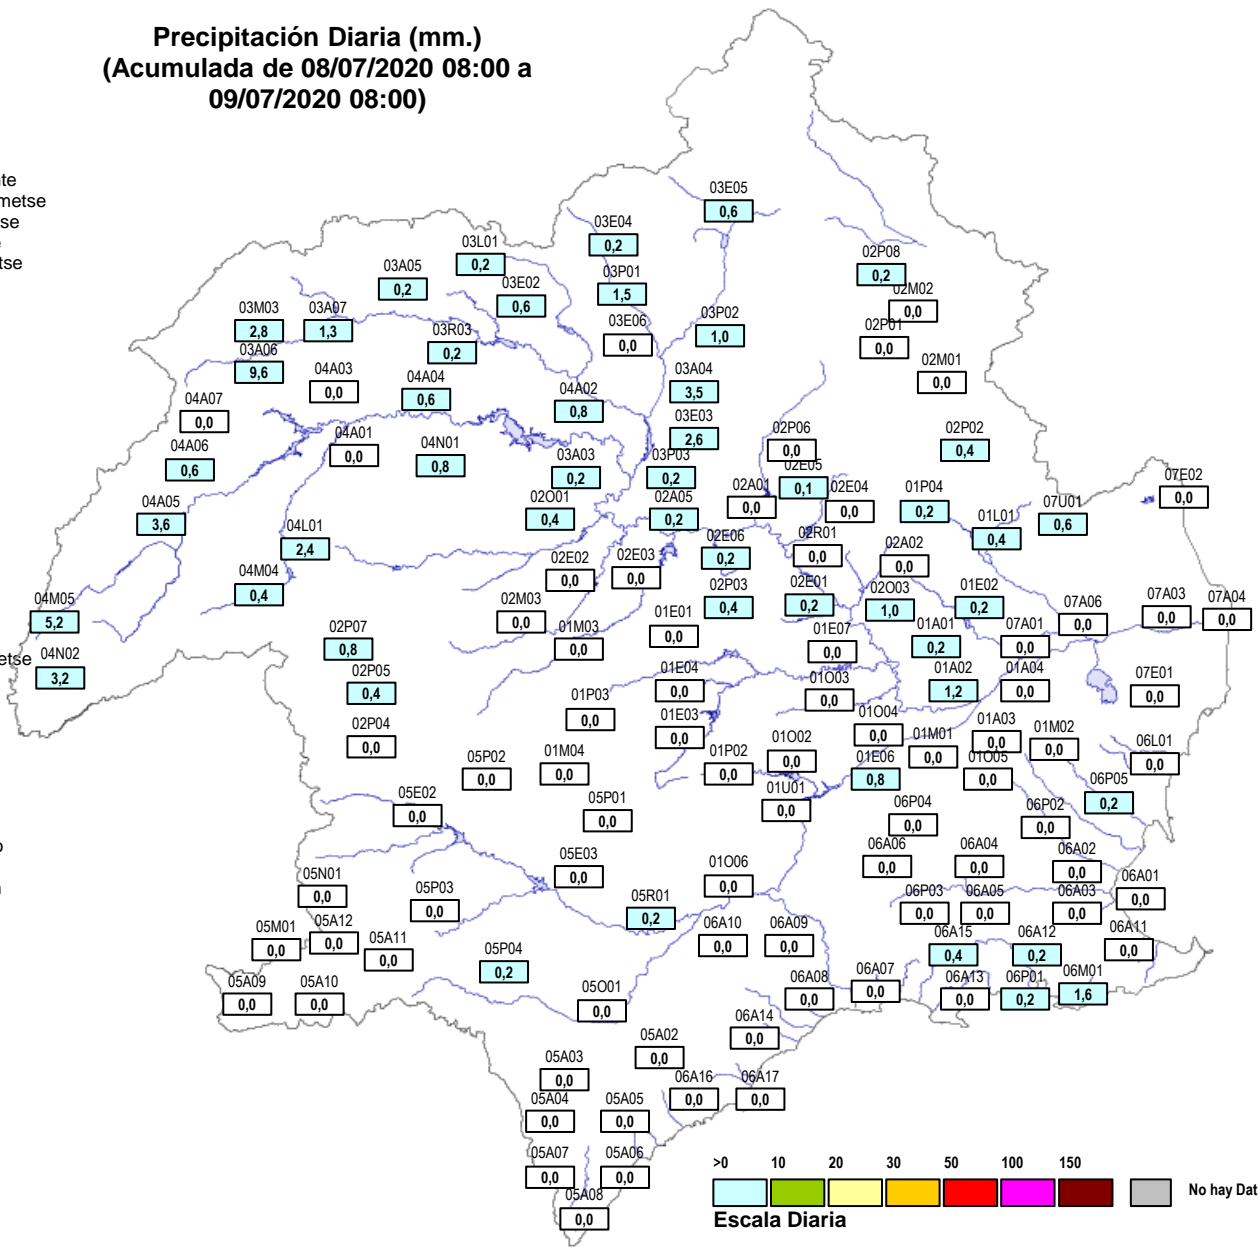 Precipitación Diaria (mm.)
(Acumulada de 08/07/2020 08:00 a
09/07/2020 08:00)
03E05
0,6
03E04
0,2
03L01
0,2
02P08
0,2
03A05
0,2
03P01
1,5
03E02
0,6
02M02
0,0
03M03
2,8
03A07
1,3
03E06
0,0
03P02
1,0
02P01
0,0
03R03
0,2
03A06
9,6
02M01
0,0
04A03
0,0
04A04
0,6
03A04
3,5
04A07
0,0
04A02
0,8
03E03
2,6
04A01
0,0
02P06
0,0
02P02
0,4
04A06
0,6
04N01
0,8
03A03
0,2
03P03
0,2
02E05
0,1
07E02
0,0
04A05
3,6
02O01
0,4
02A05
0,2
02A01
0,0
02E04
0,0
01P04
0,2
07U01
0,6
01L01
0,4
04L01
2,4
02E06
0,2
02R01
0,0
02A02
0,0
04M04
0,4
02E02
0,0
02E03
0,0
02P03
0,4
02E01
0,2
02O03
1,0
01E02
0,2
04M05
5,2
02M03
0,0
01E01
0,0
07A06
0,0
07A03
0,0
07A04
0,0
02P07
0,8
01M03
0,0
01E07
0,0
01A01
0,2
07A01
0,0
etse
04N02
3,2
02P05
0,4
01E04
0,0
01O03
0,0
01A02
1,2
01A04
0,0
07E01
0,0
01P03
0,0
02P04
0,0
01E03
0,0
01O04
0,0
01A03
0,0
01M02
0,0
05P02
0,0
01M04
0,0
01P02
0,0
01O02
0,0
01M01
0,0
01E06
0,8
01O05
0,0
06L01
0,0
05E02
0,0
05P01
0,0
01U01
0,0
06P05
0,2
06P04
0,0
06P02
0,0
05E03
0,0
01O06
0,0
06A06
0,0
06A04
0,0
06A02
0,0
05N01
0,0
05P03
0,0
05R01
0,2
06P03
0,0
06A05
0,0
06A03
0,0
06A01
0,0
05M01
0,0
05A12
0,0
05A11
0,0
06A10
0,0
06A09
0,0
06A15
0,4
06A12
0,2
06A11
0,0
05P04
0,2
05A09
0,0
05A10
0,0
05O01
0,0
06A08
0,0
06A07
0,0
06A13
0,0
06P01
0,2
06M01
1,6
05A02
0,0
06A14
0,0
05A03
0,0
06A16
0,0
06A17
0,0
05A04
0,0
05A05
0,0
05A07
0,0
05A06
0,0
05A08
0,0
>0 10 20 30 50 100 150
No hay Dat
Escala Diaria